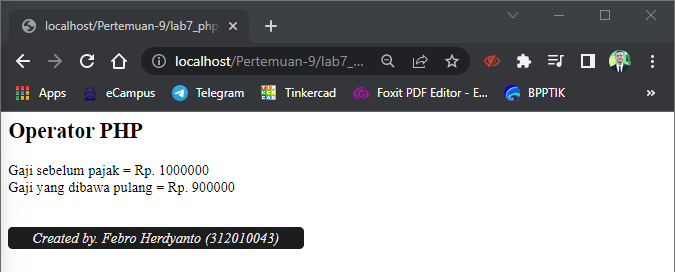 localhost/Pertemuan-9/lab7_php
localhost/Pertemuan-9/lab7_...
Apps eCampus Telegram Tinkercad Foxit PDF Editor - E... BPPTIK »
Operator PHP
Gaji sebelum pajak = Rp. 1000000
Gaji yang dibawa pulang = Rp. 900000
Created by. Febro Herdyanto (312010043)